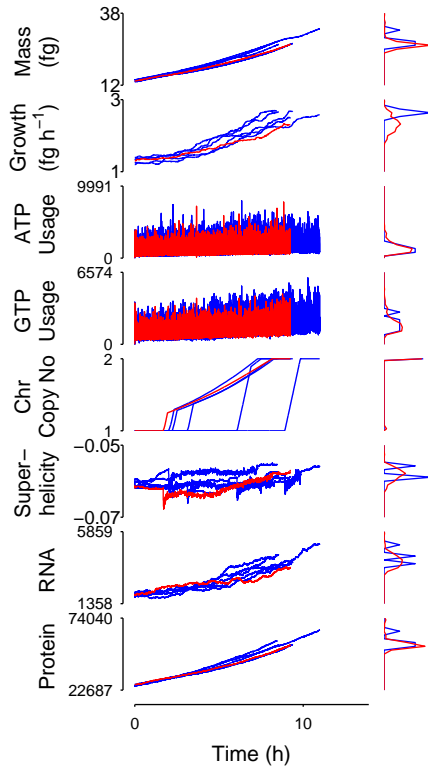 38
Mass
(fg)
12
3
Growth
(fg h⁻¹)
1
9991
ATP
Usage
0
6574
GTP
Usage
0
2
Chr
Copy No
1
−0.05
Super−
helicity
−0.07
5859
RNA
1358
74040
Protein
22687
0 10
Time (h)